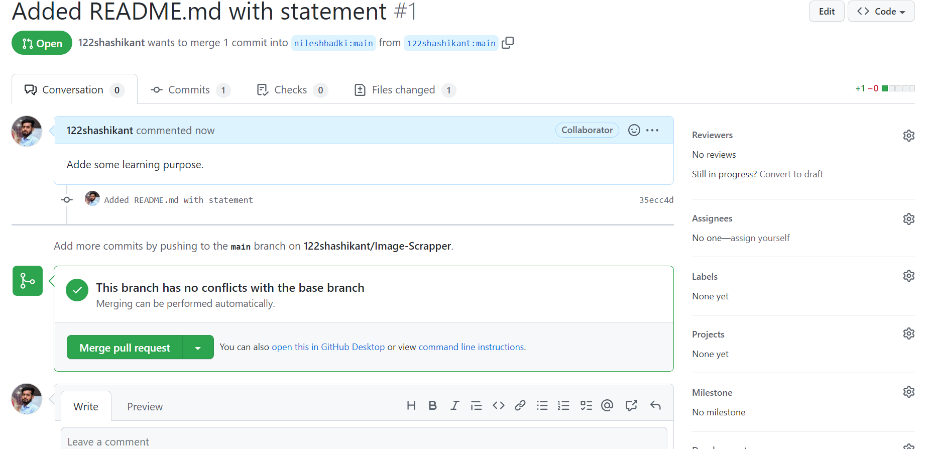 Added README.md with statement #1
Edit
<> Code
Open 122shashikant wants to merge 1 commit into nileshbadki:main from 122shashikant:main
Conversation 0 Commits 1 Checks 0 Files changed 1
+1 −0
122shashikant commented now
Collaborator
Adde some learning purpose.
Added README.md with statement
35ecc4d
Add more commits by pushing to the main branch on 122shashikant/Image-Scrapper.
This branch has no conflicts with the base branch
Merging can be performed automatically.
Merge pull request You can also open this in GitHub Desktop or view command line instructions.
Write Preview
Leave a comment
Reviewers
No reviews
Still in progress? Convert to draft
Assignees
No one—assign yourself
Labels
None yet
Projects
None yet
Milestone
No milestone